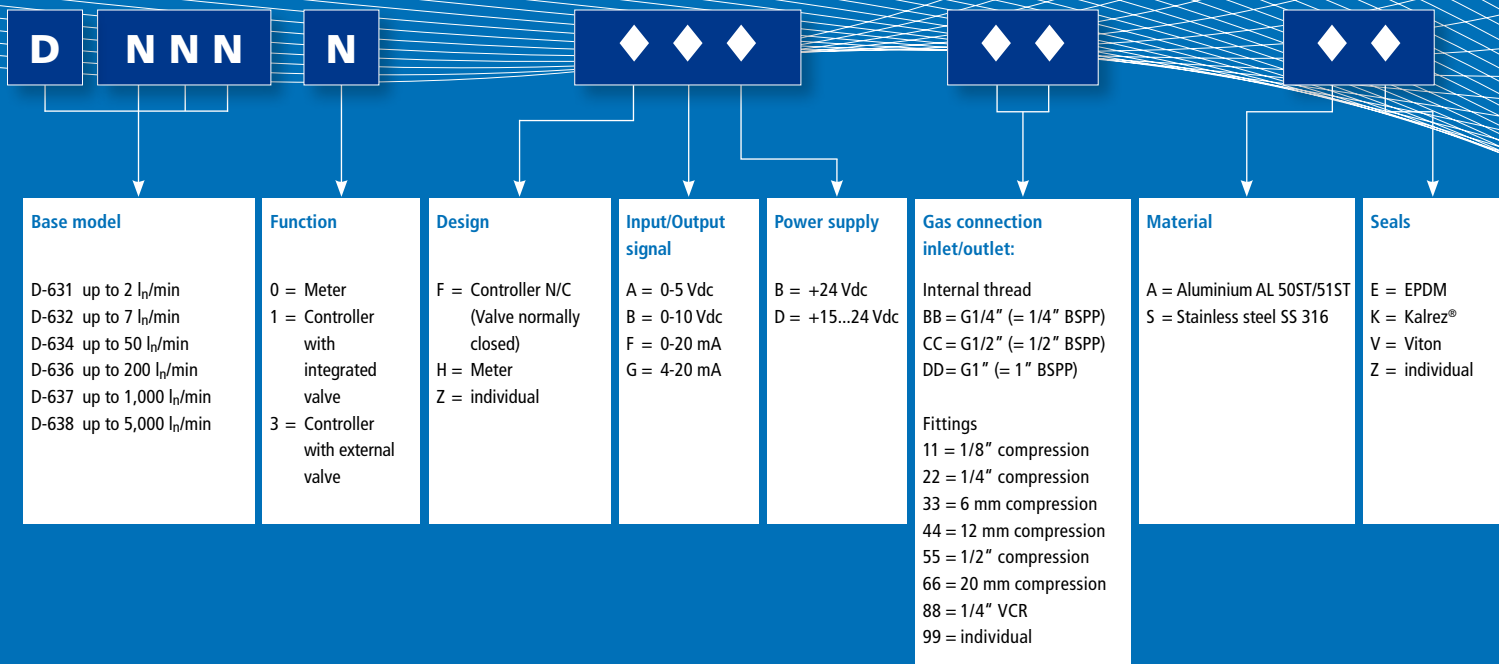 D
N N N
N
Base model
D-631 up to 2 lₙ/min
D-632 up to 7 lₙ/min
D-634 up to 50 lₙ/min
D-636 up to 200 lₙ/min
D-637 up to 1,000 lₙ/min
D-638 up to 5,000 lₙ/min
Function
0 = Meter
1 = Controller
with
integrated
valve
3 = Controller
with external
valve
Design
F = Controller N/C
(Valve normally
closed)
H = Meter
Z = individual
Input/Output
signal
A = 0-5 Vdc
B = 0-10 Vdc
F = 0-20 mA
G = 4-20 mA
Power supply
B = +24 Vdc
D = +15...24 Vdc
Gas connection
inlet/outlet:
Internal thread
BB = G1/4″ (= 1/4″ BSPP)
CC = G1/2″ (= 1/2″ BSPP)
DD= G1″ (= 1″ BSPP)
Fittings
11 = 1/8″ compression
22 = 1/4″ compression
33 = 6 mm compression
44 = 12 mm compression
55 = 1/2″ compression
66 = 20 mm compression
88 = 1/4″ VCR
99 = individual
Material
A = Aluminium AL 50ST/51ST
S = Stainless steel SS 316
Seals
E = EPDM
K = Kalrez®
V = Viton
Z = individual